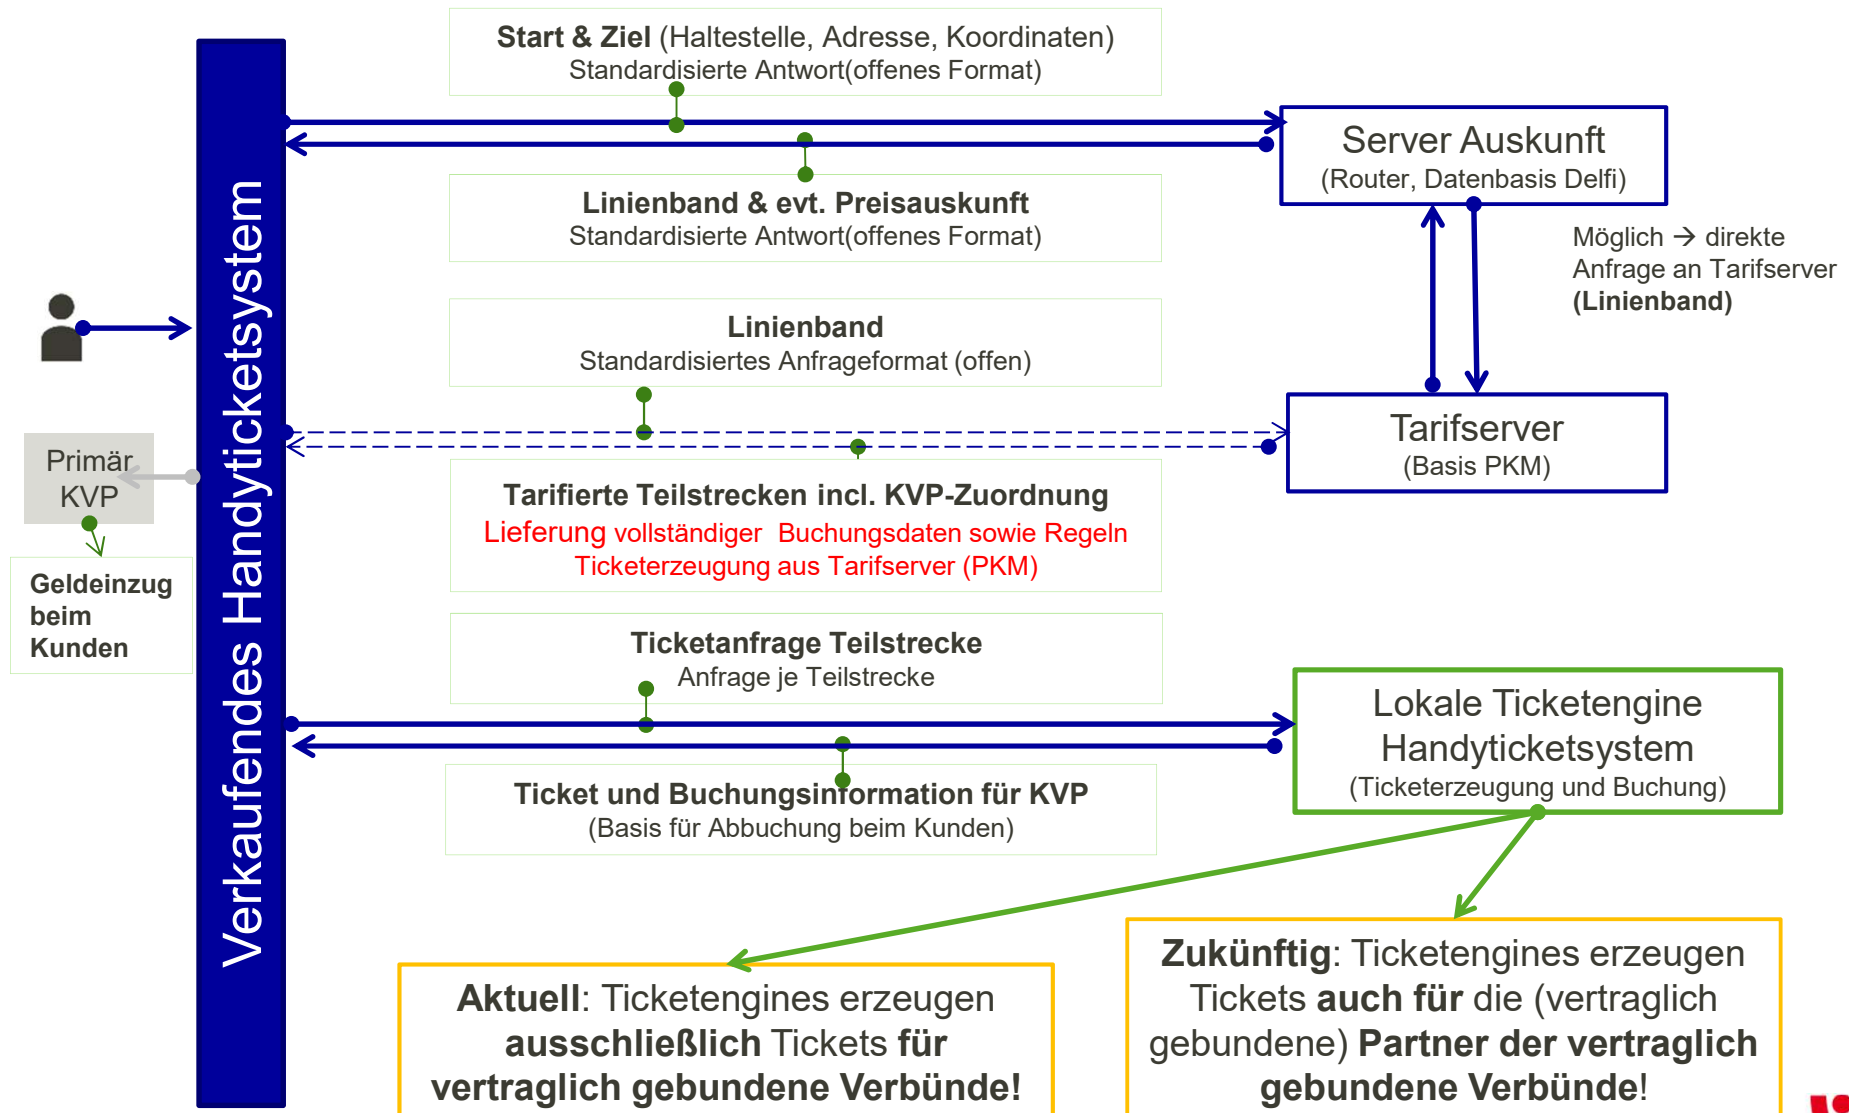 Start & Ziel (Haltestelle, Adresse, Koordinaten)
Standardisierte Antwort(offenes Format)
Server Auskunft
(Router, Datenbasis Delfi)
Linienband & evt. Preisauskunft
Standardisierte Antwort(offenes Format)
Möglich → direkte
Anfrage an Tarifserver
(Linienband)
Verkaufendes Handyticketsystem
Linienband
Standardisiertes Anfrageformat (offen)
Tarifserver
(Basis PKM)
Primär
KVP
Tarifierte Teilstrecken incl. KVP-Zuordnung
Lieferung vollständiger Buchungsdaten sowie Regeln
Ticketerzeugung aus Tarifserver (PKM)
Geldeinzug
beim
Kunden
Ticketanfrage Teilstrecke
Anfrage je Teilstrecke
Lokale Ticketengine
Handyticketsystem
(Ticketerzeugung und Buchung)
Ticket und Buchungsinformation für KVP
(Basis für Abbuchung beim Kunden)
Aktuell: Ticketengines erzeugen
ausschließlich Tickets für
vertraglich gebundene Verbünde!
Zukünftig: Ticketengines erzeugen
Tickets auch für die (vertraglich
gebundene) Partner der vertraglich
gebundene Verbünde!